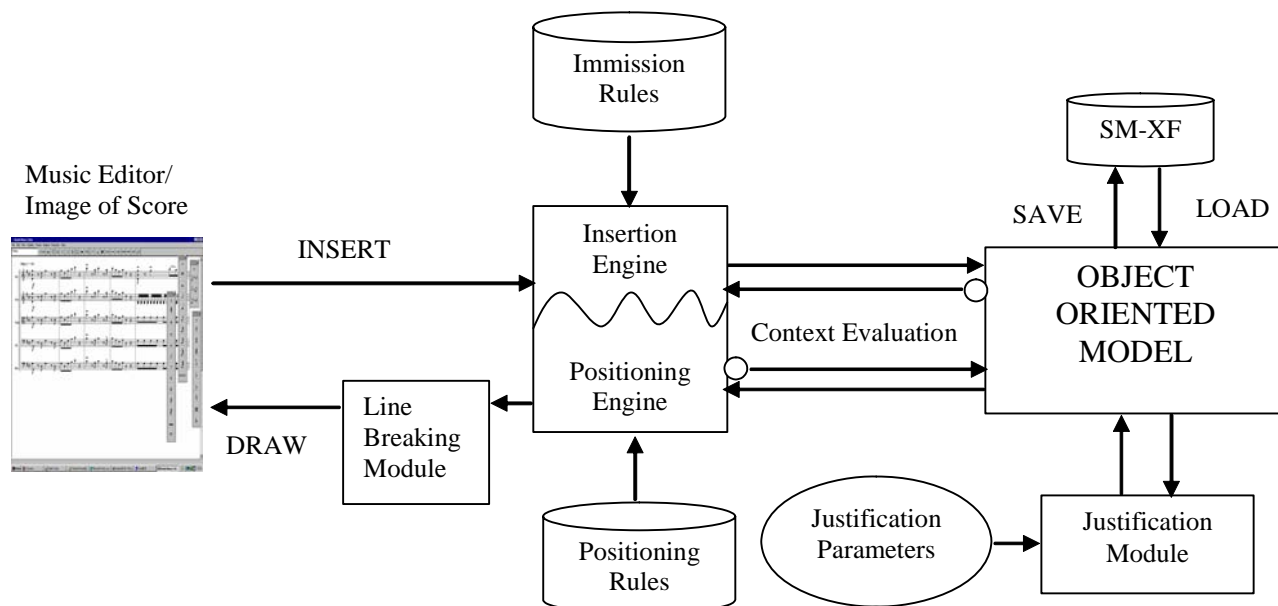 Immission
Rules
SM-XF
Music Editor/
Image of Score
SAVE
LOAD
INSERT
Insertion
Engine
OBJECT
ORIENTED
MODEL
Context Evaluation
Positioning
Engine
Line
Breaking
Module
DRAW
Justification
Parameters
Justification
Module
Positioning
Rules